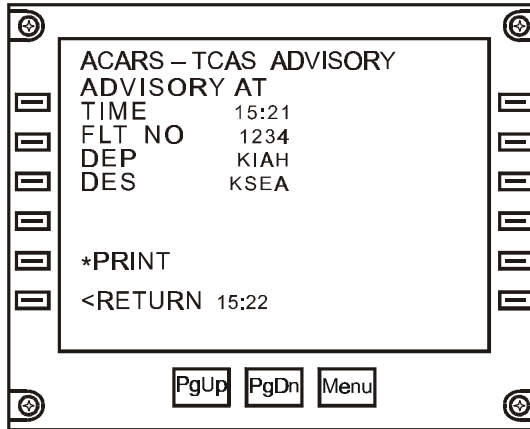 ACARS – TCAS ADVISORY
ADVISORY AT
TIME 15:21
FLT NO 1234
DEP KIAH
DES KSEA
*PRINT
<RETURN 15:22
PgUp PgDn Menu